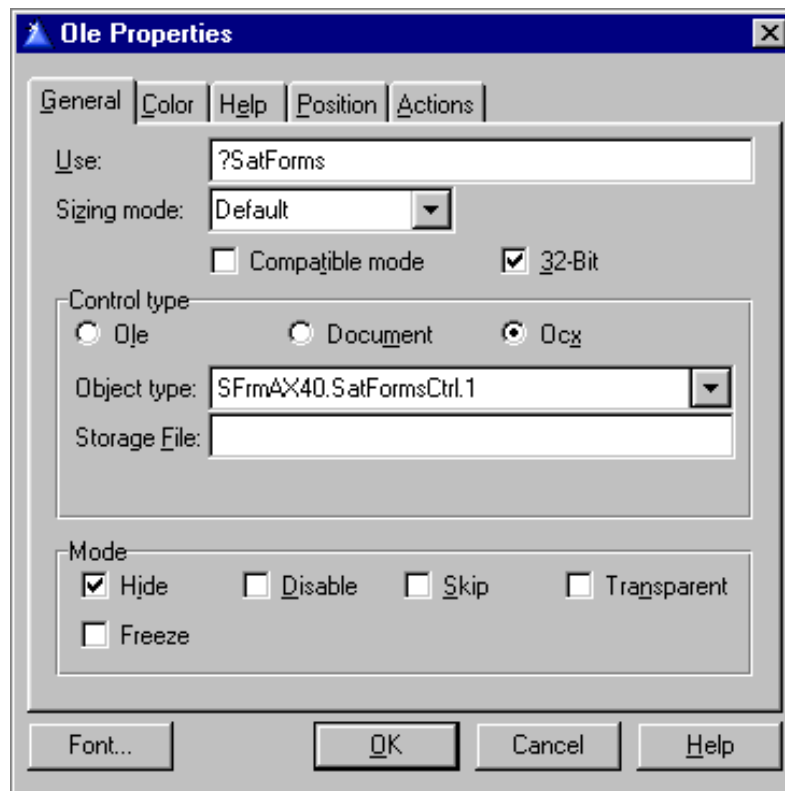 Ole Properties
General Color Help Position Actions
Use: ?SatForms
Sizing mode: Default
Compatible mode 32-Bit
Control type
Ole Document Ocx
Object type: SFrmAX40.SatFormsCtrl.1
Storage File:
Mode
Hide Disable Skip Transparent
Freeze
Font... OK Cancel Help